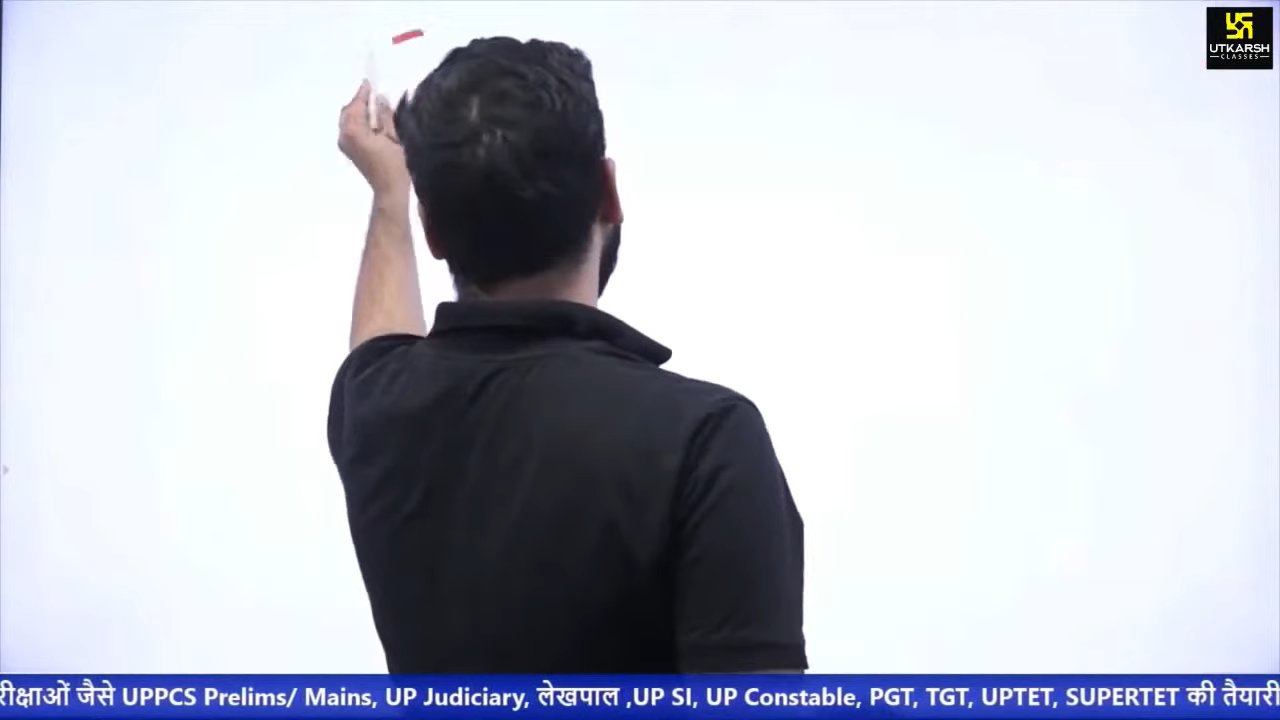 UTKARSH
CLASSES
रीक्षाओं जैसे UPPCS Prelims/ Mains, UP Judiciary, लेखपाल ,UP SI, UP Constable, PGT, TGT, UPTET, SUPERTET की तैयारी